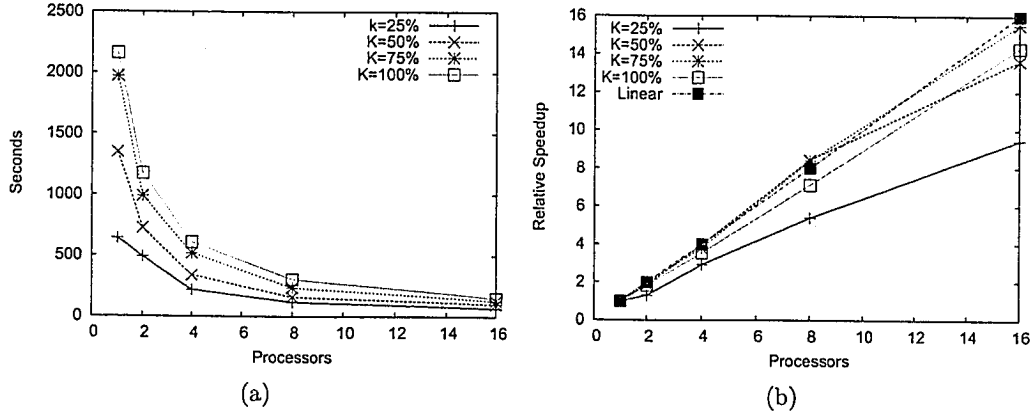 2500
2000
1500
1000
500
0
Seconds
k=25%
K=50%
K=75%
K=100%
0 2 4 6 8 10 12 14 16
Processors
(a)
16
14
12
10
8
6
4
2
0
Relative Speedup
K=25%
K=50%
K=75%
K=100%
Linear
0 2 4 6 8 10 12 14 16
Processors
(b)